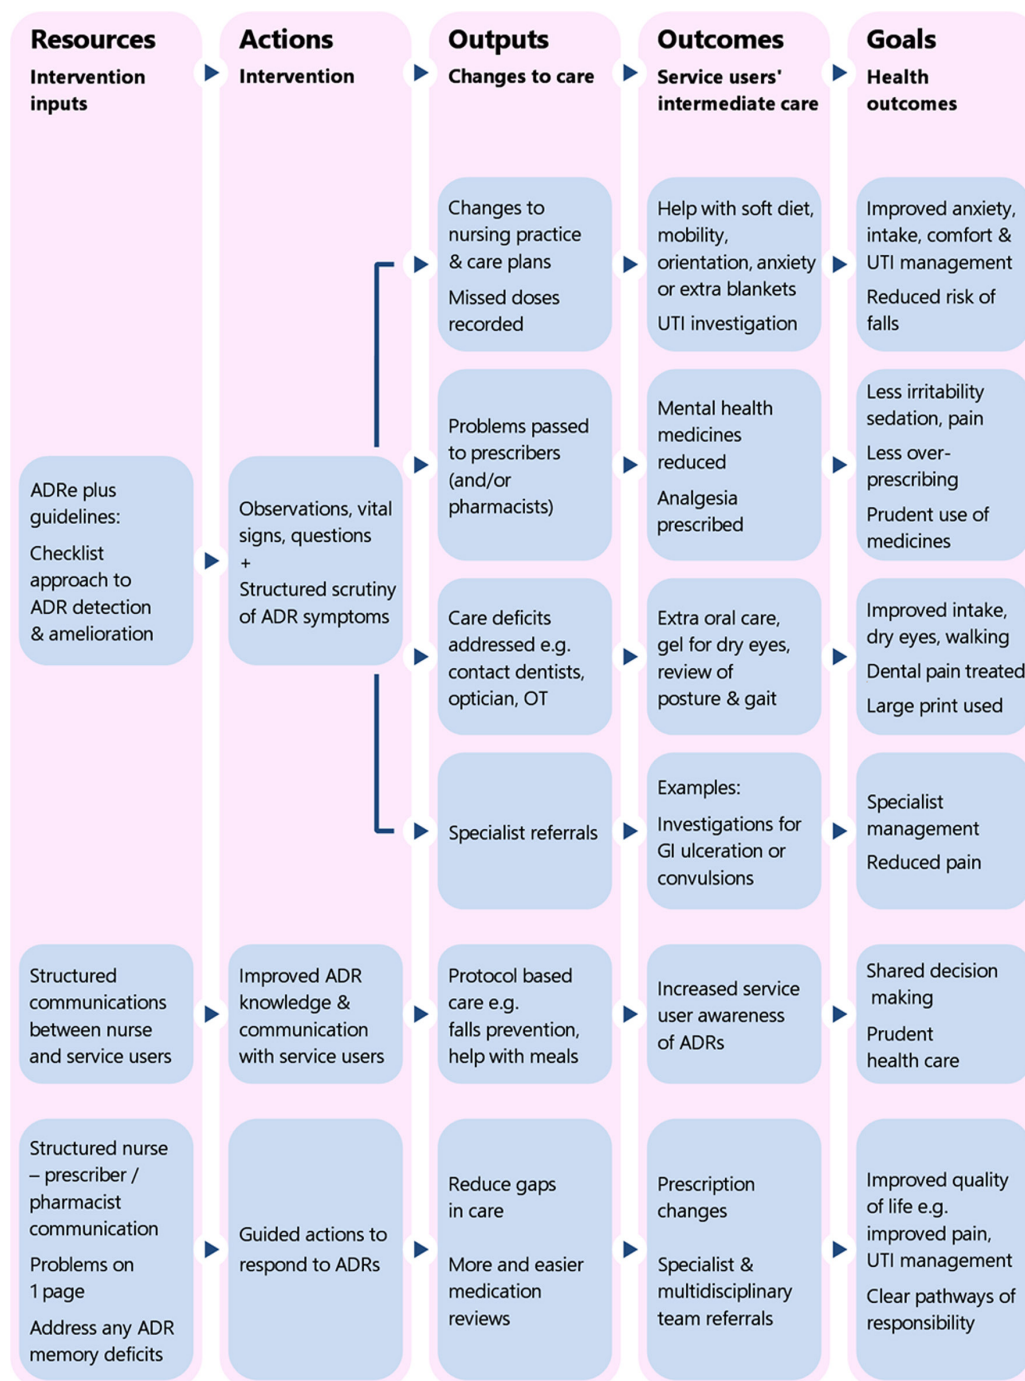 Resources
Intervention
inputs
Actions
Intervention
Outputs
Changes to care
Outcomes
Service users'
intermediate care
Goals
Health
outcomes
ADRe plus
guidelines:
Checklist
approach to
ADR detection
& amelioration
Observations, vital
signs, questions
+
Structured scrutiny
of ADR symptoms
Changes to
nursing practice
& care plans
Missed doses
recorded
Help with soft diet,
mobility,
orientation, anxiety
or extra blankets
UTI investigation
Improved anxiety,
intake, comfort &
UTI management
Reduced risk of
falls
Problems passed
to prescribers
(and/or
pharmacists)
Mental health
medicines
reduced
Analgesia
prescribed
Less irritability
sedation, pain
Less over-
prescribing
Prudent use of
medicines
Care deficits
addressed e.g.
contact dentists,
optician, OT
Extra oral care,
gel for dry eyes,
review of
posture & gait
Improved intake,
dry eyes, walking
Dental pain treated
Large print used
Specialist referrals
Examples:
Investigations for
GI ulceration or
convulsions
Specialist
management
Reduced pain
Structured
communications
between nurse
and service users
Improved ADR
knowledge &
communication
with service users
Protocol based
care e.g.
falls prevention,
help with meals
Increased service
user awareness
of ADRs
Shared decision
making
Prudent
health care
Structured nurse
– prescriber /
pharmacist
communication
Problems on
1 page
Address any ADR
memory deficits
Guided actions to
respond to ADRs
Reduce gaps
in care
More and easier
medication
reviews
Prescription
changes
Specialist &
multidisciplinary
team referrals
Improved quality
of life e.g.
improved pain,
UTI management
Clear pathways of
responsibility